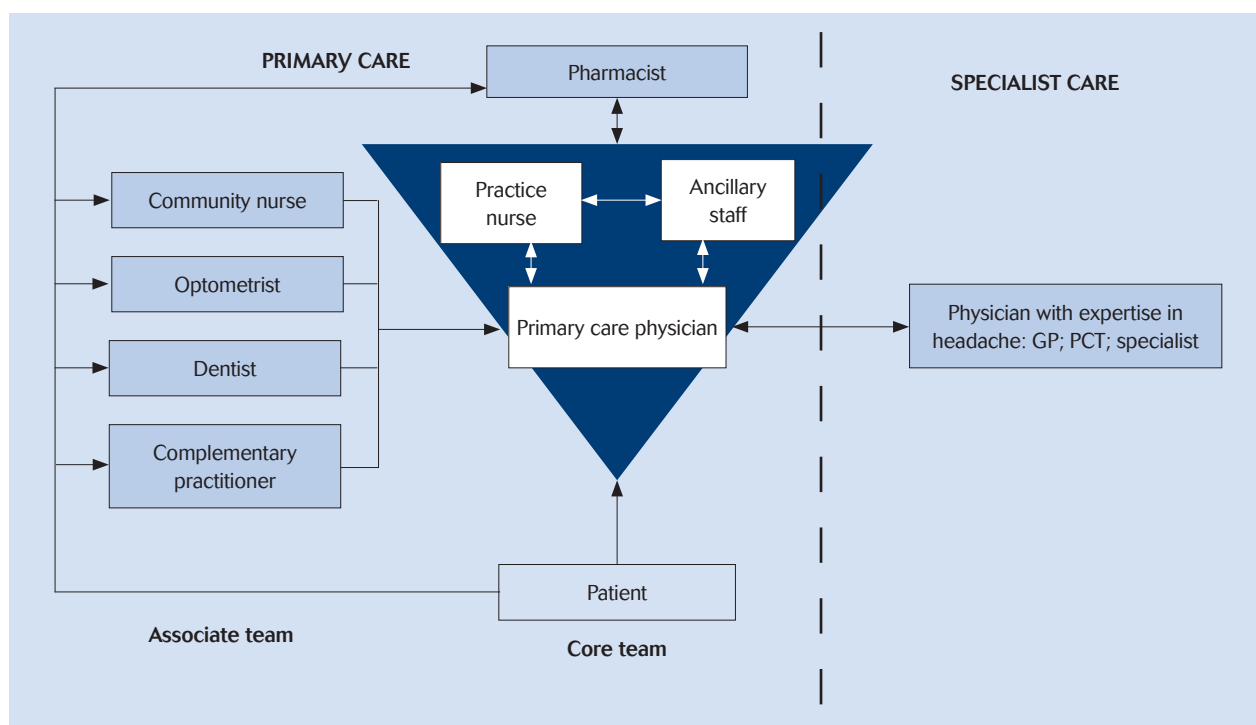 PRIMARY CARE
Pharmacist
SPECIALIST CARE
Practice
nurse
Ancillary
staff
Community nurse
Optometrist
Primary care physician
Physician with expertise in
headache: GP; PCT; specialist
Dentist
Complementary
practitioner
Patient
Associate team
Core team